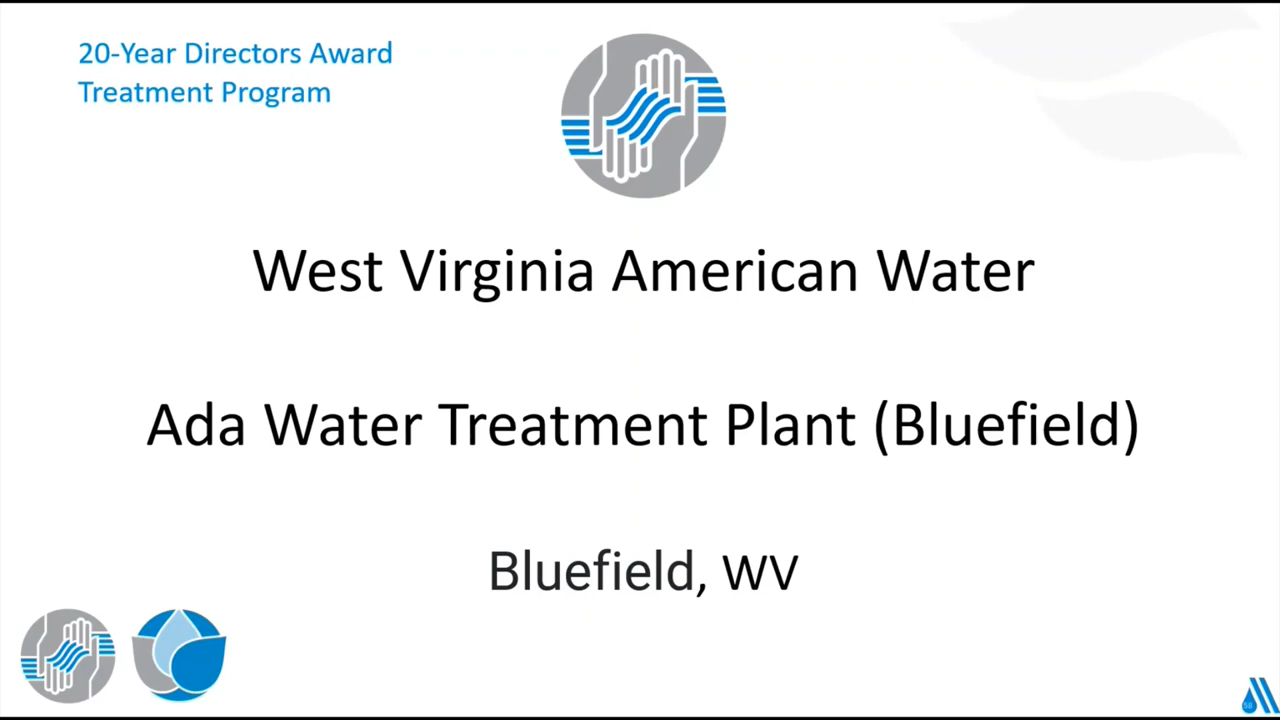 20-Year Directors Award
Treatment Program
West Virginia American Water
Ada Water Treatment Plant (Bluefield)
Bluefield, WV